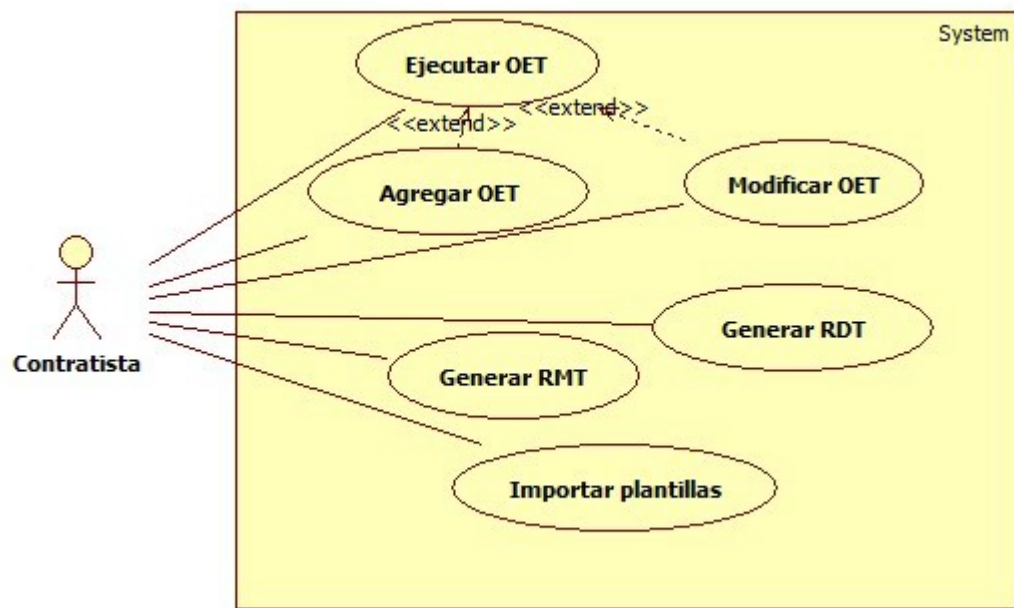 System
Ejecutar OET
<<extend>>
<<extend>>
Agregar OET
Modificar OET
Contratista
Generar RDT
Generar RMT
Importar plantillas